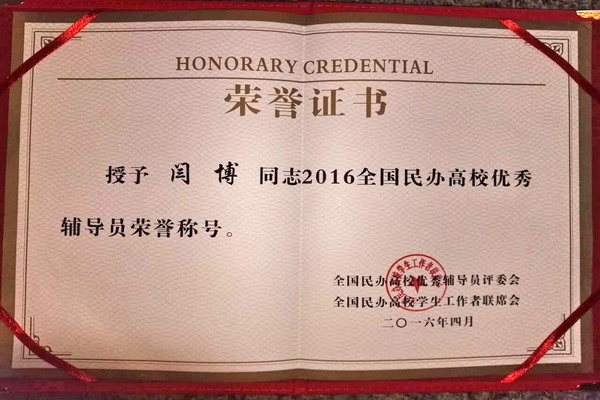 HONORARY CREDENTIAL
荣誉证书
授予 闫 博 同志2016全国民办高校优秀
辅导员荣誉称号。
全国民办高校优秀辅导员评委会
全国民办高校学生工作者联席会
二〇一六年四月